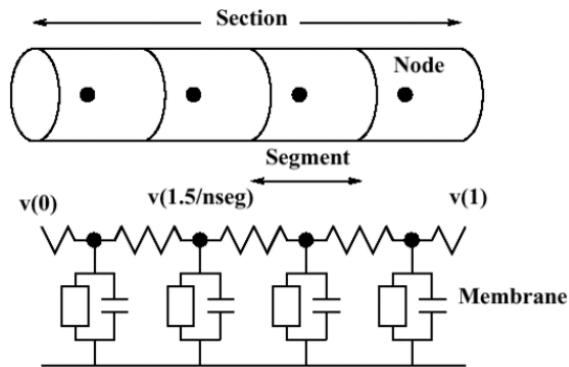 Section
Node
Segment
v(0)
v(1.5/nseg)
v(1)
Membrane